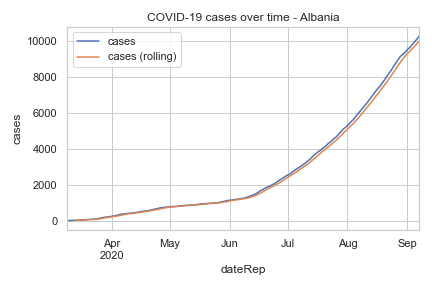 COVID-19 cases over time - Albania
cases
cases (rolling)
10000
8000
6000
4000
2000
0
cases
Apr
2020
May
Jun
Jul
Aug
Sep
dateRep